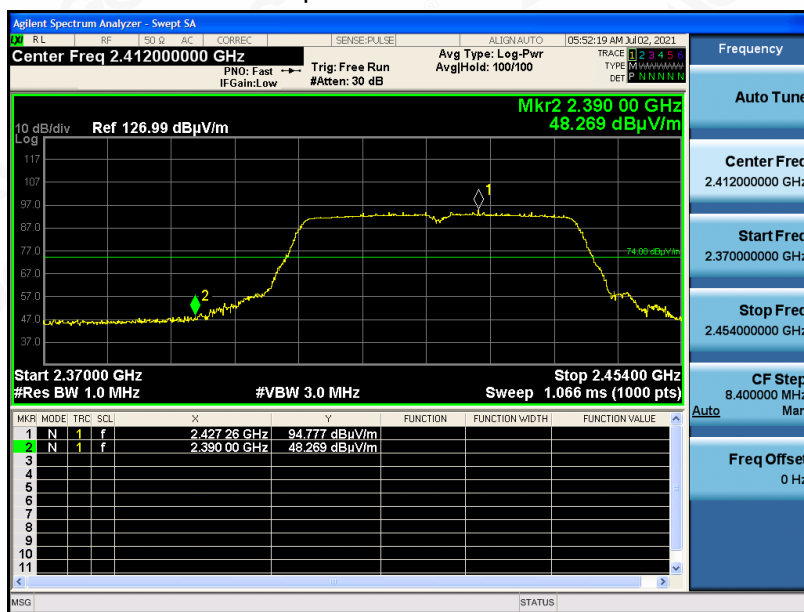 Agilent Spectrum Analyzer - Swept SA
LXI RL RF 50 Ω AC CORREC SENSE:PULSE ALIGN AUTO 05:52:19 AM Jul 02, 2021
Center Freq 2.412000000 GHz
PNO: Fast
IFGain:Low
Trig: Free Run
#Atten: 30 dB
Avg Type: Log-Pwr
Avg|Hold: 100/100
TRACE 1 2 3 4 5 6
TYPE M
DET P N N N N N
Mkr2 2.390 00 GHz
48.269 dBµV/m
10 dB/div Ref 126.99 dBµV/m
Log
117
107
97.0
87.0
77.0
67.0
57.0
47.0
37.0
1
74.00 dBµV/m
2
Start 2.37000 GHz Stop 2.45400 GHz
#Res BW 1.0 MHz #VBW 3.0 MHz Sweep 1.066 ms (1000 pts)
MKR MODE TRC SCL X Y FUNCTION FUNCTION WIDTH FUNCTION VALUE
1 N 1 f 2.427 26 GHz 94.777 dBµV/m
2 N 1 f 2.390 00 GHz 48.269 dBµV/m
3
4
5
6
7
8
9
10
11
MSG STATUS
Frequency
Auto Tune
Center Freq
2.412000000 GHz
Start Freq
2.370000000 GHz
Stop Freq
2.454000000 GHz
CF Step
8.400000 MHz
Auto Man
Freq Offset
0 Hz